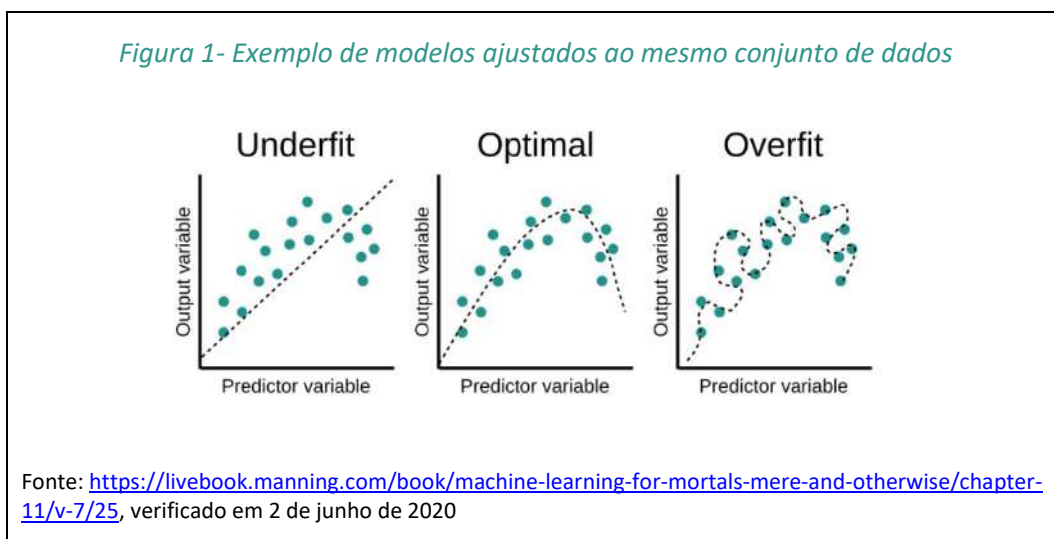 Figura 1- Exemplo de modelos ajustados ao mesmo conjunto de dados
Underfit
Output variable
Predictor variable
Optimal
Output variable
Predictor variable
Overfit
Output variable
Predictor variable
Fonte: https://livebook.manning.com/book/machine-learning-for-mortals-mere-and-otherwise/chapter-
11/v-7/25, verificado em 2 de junho de 2020